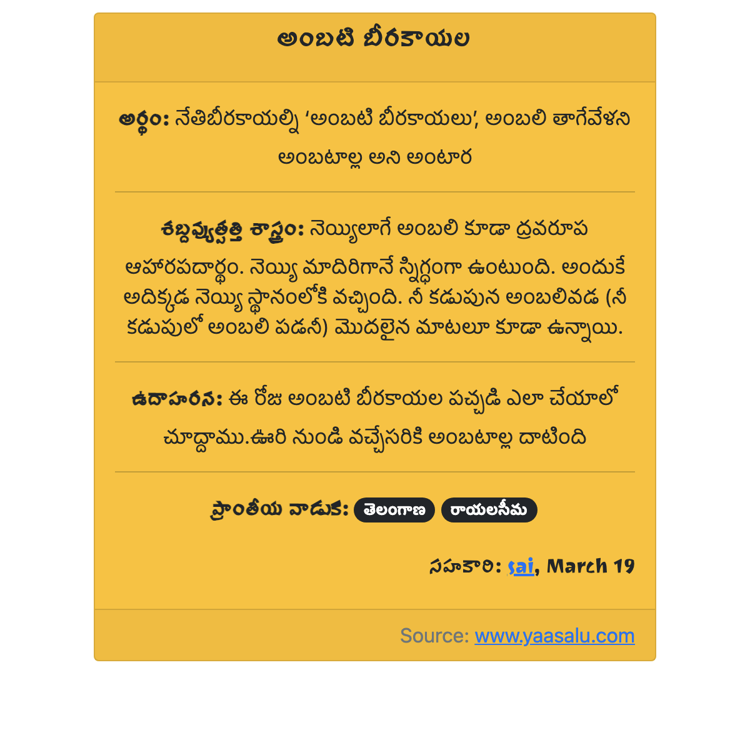 అంబటి బీరకాయల
అర్థం: నేతిబీరకాయల్ని ‘అంబటి బీరకాయలు’, అంబలి తాగేవేళని
అంబటాల్ల అని అంటార
శబ్దవ్యుత్పత్తి శాస్త్రం: నెయ్యిలాగే అంబలి కూడా ద్రవరూప
ఆహారపదార్థం. నెయ్యి మాదిరిగానే స్నిగ్ధంగా ఉంటుంది. అందుకే
అదిక్కడ నెయ్యి స్థానంలోకి వచ్చింది. నీ కడుపున అంబలివడ (నీ
కడుపులో అంబలి పడనీ) మొదలైన మాటలూ కూడా ఉన్నాయి.
ఉదాహరన: ఈ రోజు అంబటి బీరకాయల పచ్చడి ఎలా చేయాలో
చూద్దాము.ఊరి నుండి వచ్చేసరికి అంబటాల్ల దాటింది
ప్రాంతీయ వాడుక: తెలంగాణ రాయలసీమ
సహకారి: sai, March 19
Source: www.yaasalu.com